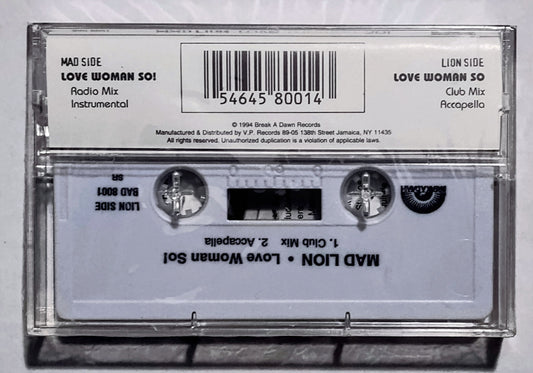 MAD SIDE
LOVE WOMAN SO!
Radio Mix
Instrumental
54645 80014
LION SIDE
LOVE WOMAN SO
Club Mix
Accapella
© 1994 Break A Dawn Records
Manufactured & Distributed by V.P. Records 89-05 138th Street Jamaica, NY 11435
All rights reserved. Unauthorized duplication is a violation of applicable laws.
MAD LION • Love Woman So!
1. Club Mix 2. Accapella
LION SIDE
BAD 8001
SR